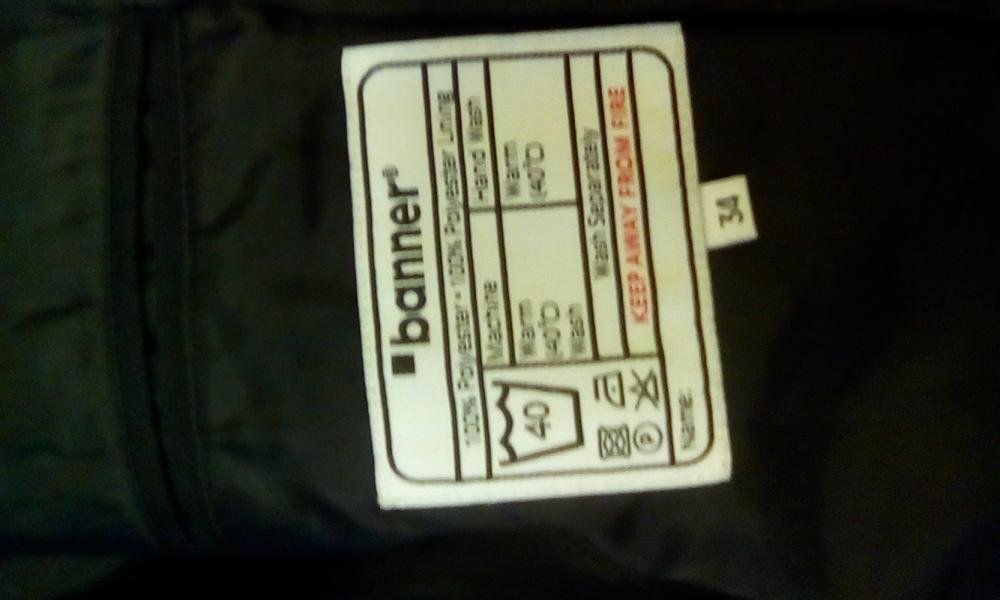 banner®
100% Polyester - 100% Polyester Lining
Machine
Hand Wash
Warm
(40°C)
Wash
Warm
(40°C)
40
Wash Separately
KEEP AWAY FROM FIRE
P
Name:
34